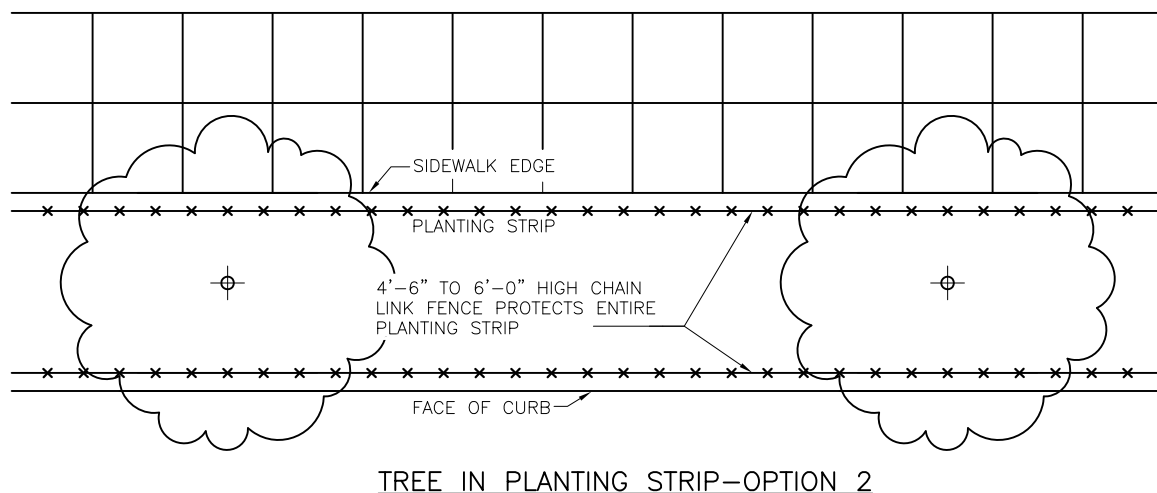 SIDEWALK EDGE
PLANTING STRIP
4’-6” TO 6’-0” HIGH CHAIN
LINK FENCE PROTECTS ENTIRE
PLANTING STRIP
FACE OF CURB
TREE IN PLANTING STRIP-OPTION 2